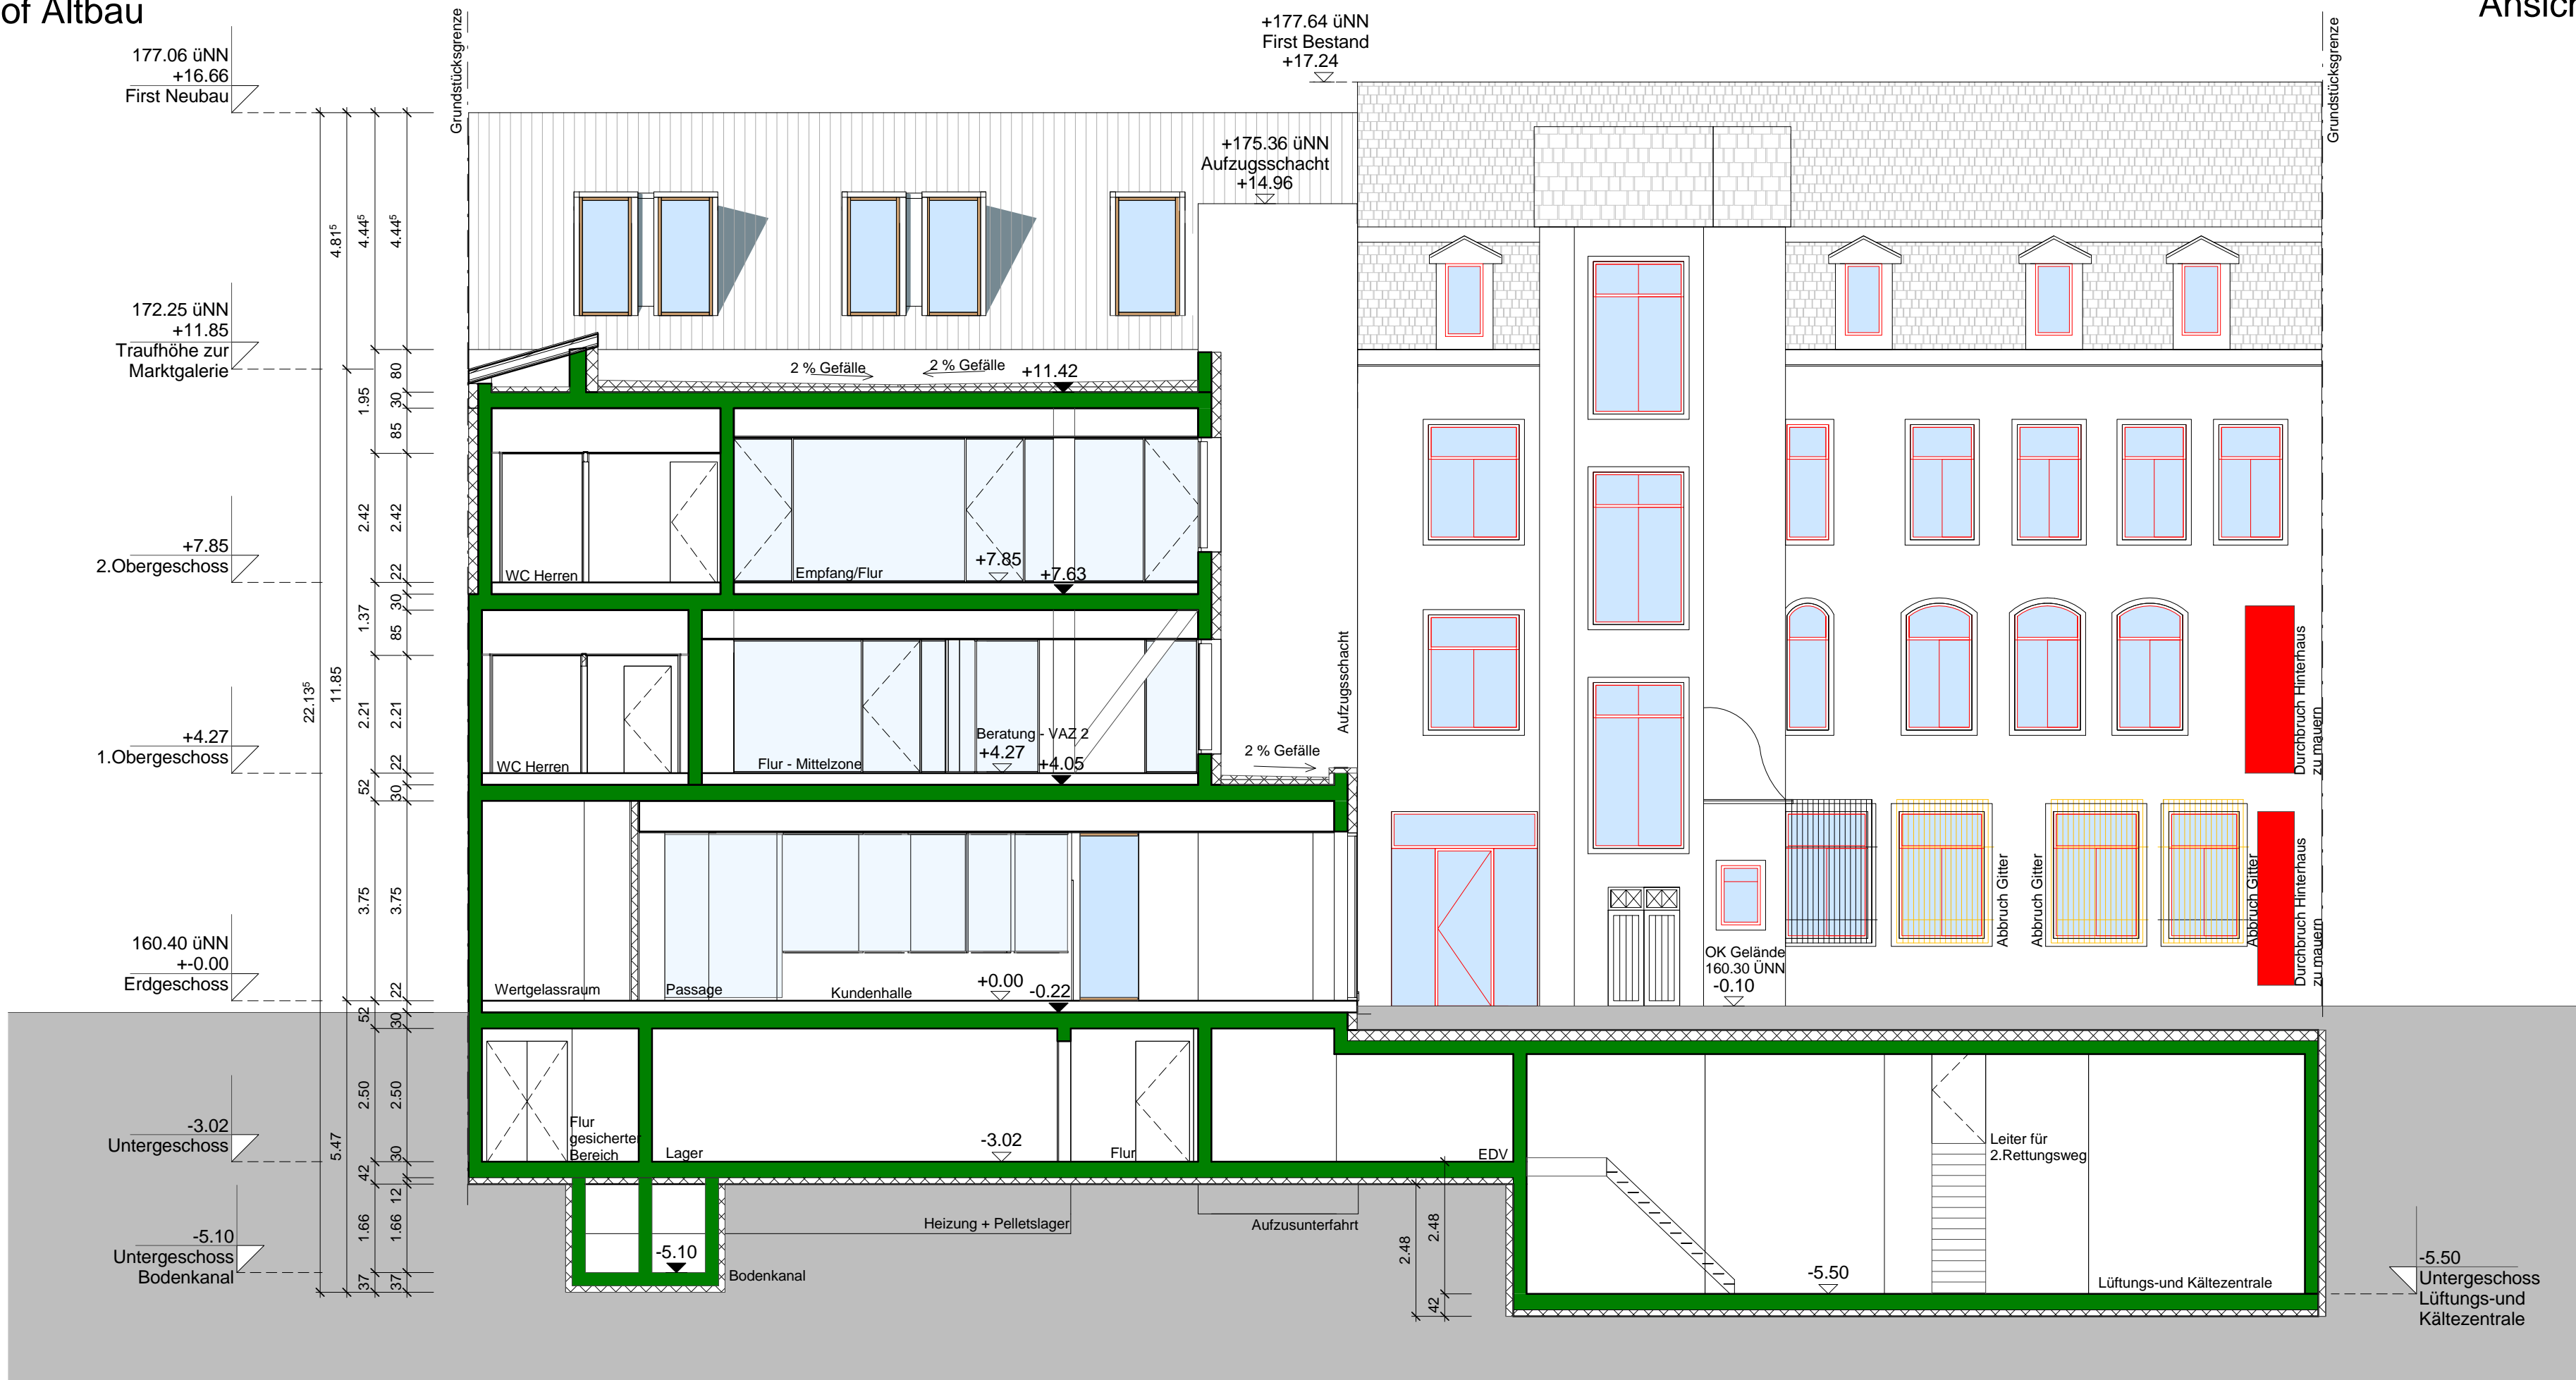 of Altbau
Ansich
177.06 üNN
+16.66
First Neubau
172.25 üNN
+11.85
Traufhöhe zur
Marktgalerie
+7.85
2.Obergeschoss
+4.27
1.Obergeschoss
160.40 üNN
+-0.00
Erdgeschoss
-3.02
Untergeschoss
-5.10
Untergeschoss
Bodenkanal
22.13⁵
4.81⁵
11.85
5.47
4.44⁵
1.95
2.42
1.37
2.21
52
3.75
52
2.50
42
1.66
37
4.44⁵
80
30
85
2.42
22
30
85
2.21
22
30
3.75
22
30
2.50
30
12
1.66
37
Grundstücksgrenze
+177.64 üNN
First Bestand
+17.24
+175.36 üNN
Aufzugsschacht
+14.96
Grundstücksgrenze
2 % Gefälle
2 % Gefälle
+11.42
WC Herren
Empfang/Flur
+7.85
+7.63
WC Herren
Flur - Mittelzone
Beratung - VAZ 2
+4.27
+4.05
2 % Gefälle
Aufzugsschacht
Wertgelassraum
Passage
Kundenhalle
+0.00
-0.22
OK Gelände
160.30 ÜNN
-0.10
Abbruch Gitter
Abbruch Gitter
Abbruch Gitter
Durchbruch Hinterhaus
zu mauern
Durchbruch Hinterhaus
zu mauern
Flur
gesicherter
Bereich
Lager
-3.02
Flur
EDV
Leiter für
2.Rettungsweg
Heizung + Pelletslager
Aufzusunterfahrt
-5.10
Bodenkanal
2.48
2.48
42
-5.50
Lüftungs-und Kältezentrale
-5.50
Untergeschoss
Lüftungs-und
Kältezentrale